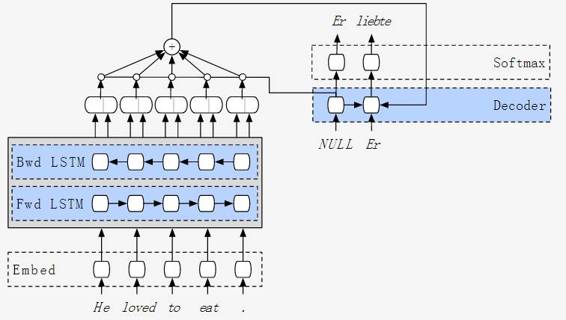 Er liebte
+
Softmax
Decoder
NULL Er
Bwd LSTM
Fwd LSTM
Embed
He loved to eat .